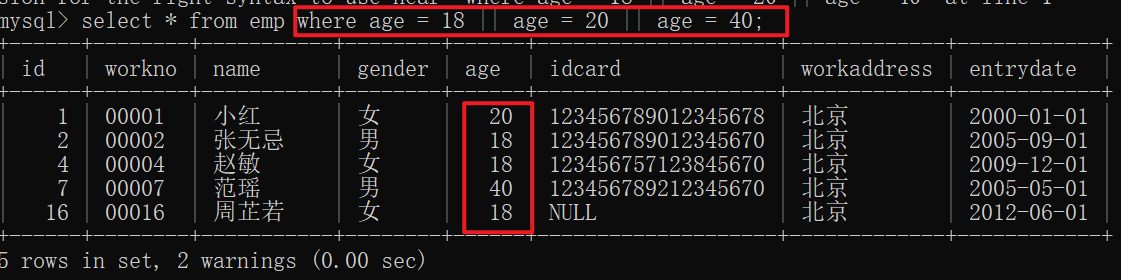 sion for the right syntax to use near 'where age = 18 || age = 20 || age = 40' at line 1
mysql> select * from emp where age = 18 || age = 20 || age = 40;
+------+--------+--------+--------+------+--------------------+-------------+------------+
| id | workno | name | gender | age | idcard | workaddress | entrydate |
+------+--------+--------+--------+------+--------------------+-------------+------------+
| 1 | 00001 | 小红 | 女 | 20 | 123456789012345678 | 北京 | 2000-01-01 |
| 2 | 00002 | 张无忌 | 男 | 18 | 123456789012345670 | 北京 | 2005-09-01 |
| 4 | 00004 | 赵敏 | 女 | 18 | 123456757123845670 | 北京 | 2009-12-01 |
| 7 | 00007 | 范瑶 | 男 | 40 | 123456789212345670 | 北京 | 2005-05-01 |
| 16 | 00016 | 周芷若 | 女 | 18 | NULL | 北京 | 2012-06-01 |
+------+--------+--------+--------+------+--------------------+-------------+------------+
5 rows in set, 2 warnings (0.00 sec)